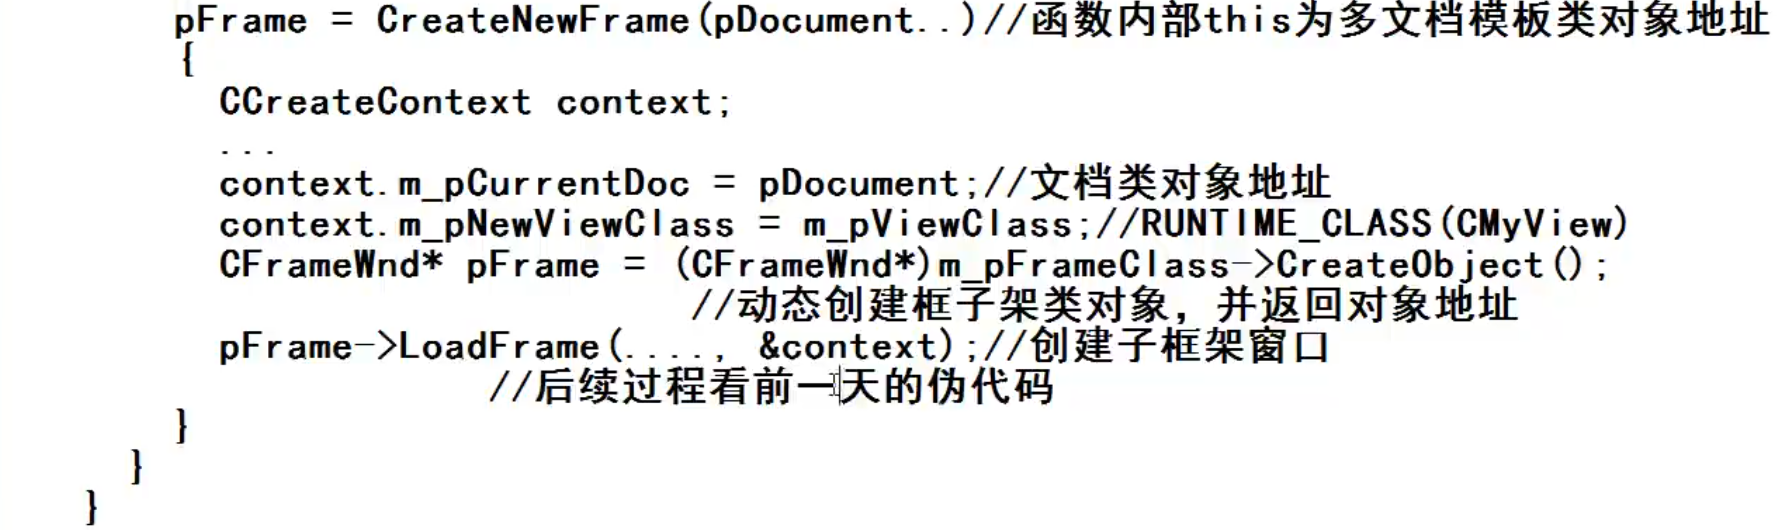 pFrame = CreateNewFrame(pDocument..)//函数内部this为多文档模板类对象地址
{
CCreateContext context;
...
context.m_pCurrentDoc = pDocument;//文档类对象地址
context.m_pNewViewClass = m_pViewClass;//RUNTIME_CLASS(CMyView)
CFrameWnd* pFrame = (CFrameWnd*)m_pFrameClass->CreateObject();
//动态创建框子架类对象，并返回对象地址
pFrame->LoadFrame(...., &context);//创建子框架窗口
//后续过程看前一天的伪代码
}
}
}